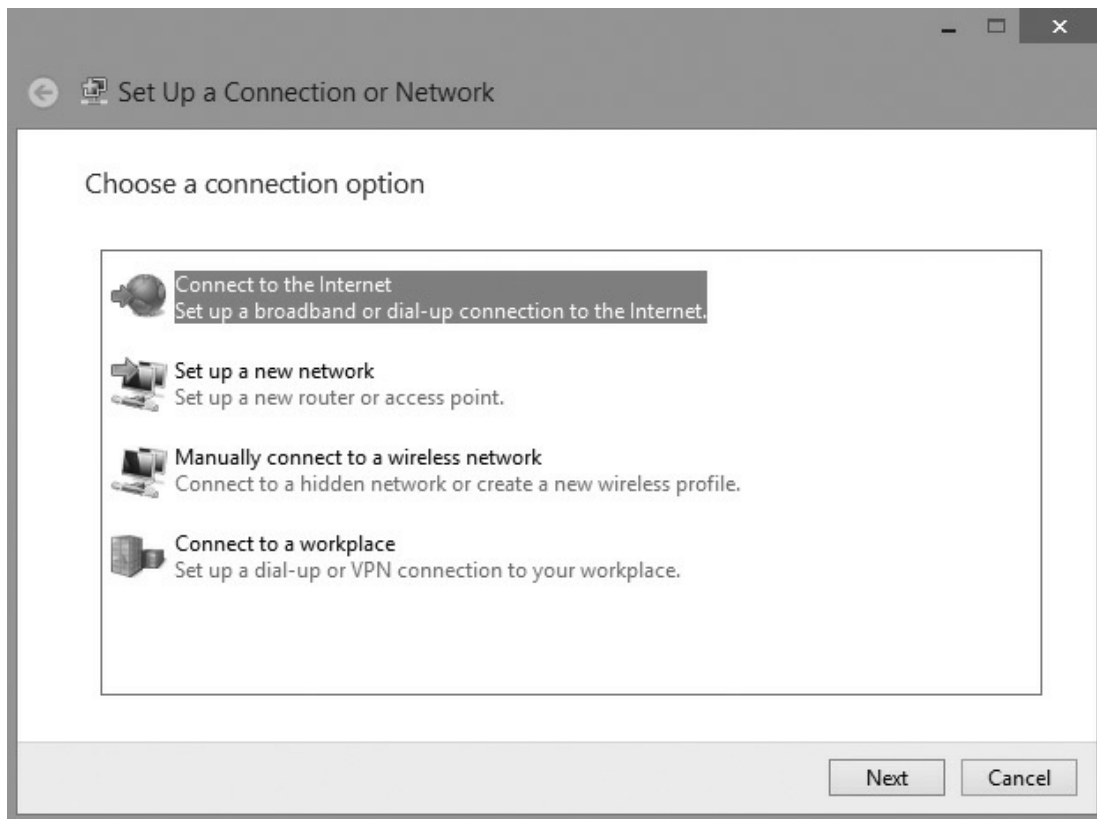 Set Up a Connection or Network
Choose a connection option
Connect to the Internet
Set up a broadband or dial-up connection to the Internet.
Set up a new network
Set up a new router or access point.
Manually connect to a wireless network
Connect to a hidden network or create a new wireless profile.
Connect to a workplace
Set up a dial-up or VPN connection to your workplace.
Next
Cancel